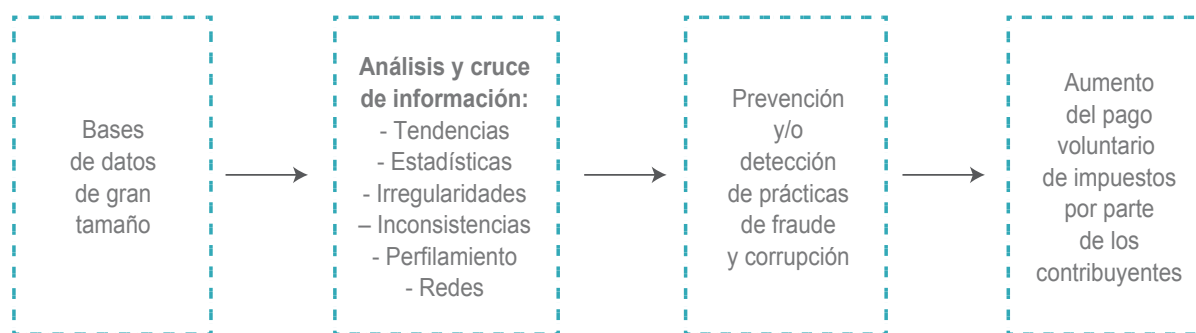 Bases
de datos
de gran
tamaño
Análisis y cruce
de información:
- Tendencias
- Estadísticas
- Irregularidades
– Inconsistencias
- Perfilamiento
- Redes
Prevención
y/o
detección
de prácticas
de fraude
y corrupción
Aumento
del pago
voluntario
de impuestos
por parte
de los
contribuyentes